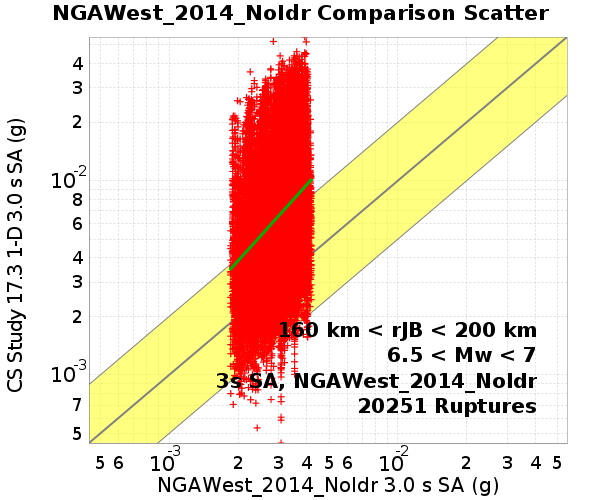 NGAWest_2014_NoIdr Comparison Scatter
CS Study 17.3 1-D 3.0 s SA (g)
4
3
2
10-2
8
6
4
3
2
10-3
7
5
160 km < rJB < 200 km
6.5 < Mw < 7
3s SA, NGAWest_2014_NoIdr
20251 Ruptures
5 6 10-3 2 3 4 5 6 10-2 2 3 4 5
NGAWest_2014_NoIdr 3.0 s SA (g)